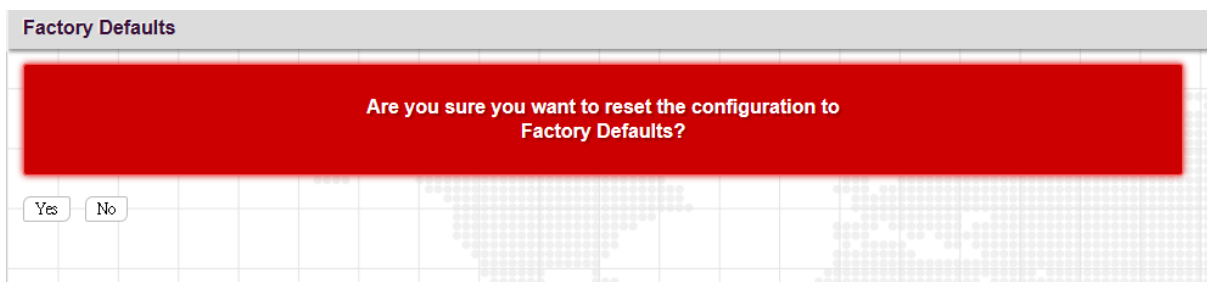 Factory Defaults
Are you sure you want to reset the configuration to
Factory Defaults?
Yes No